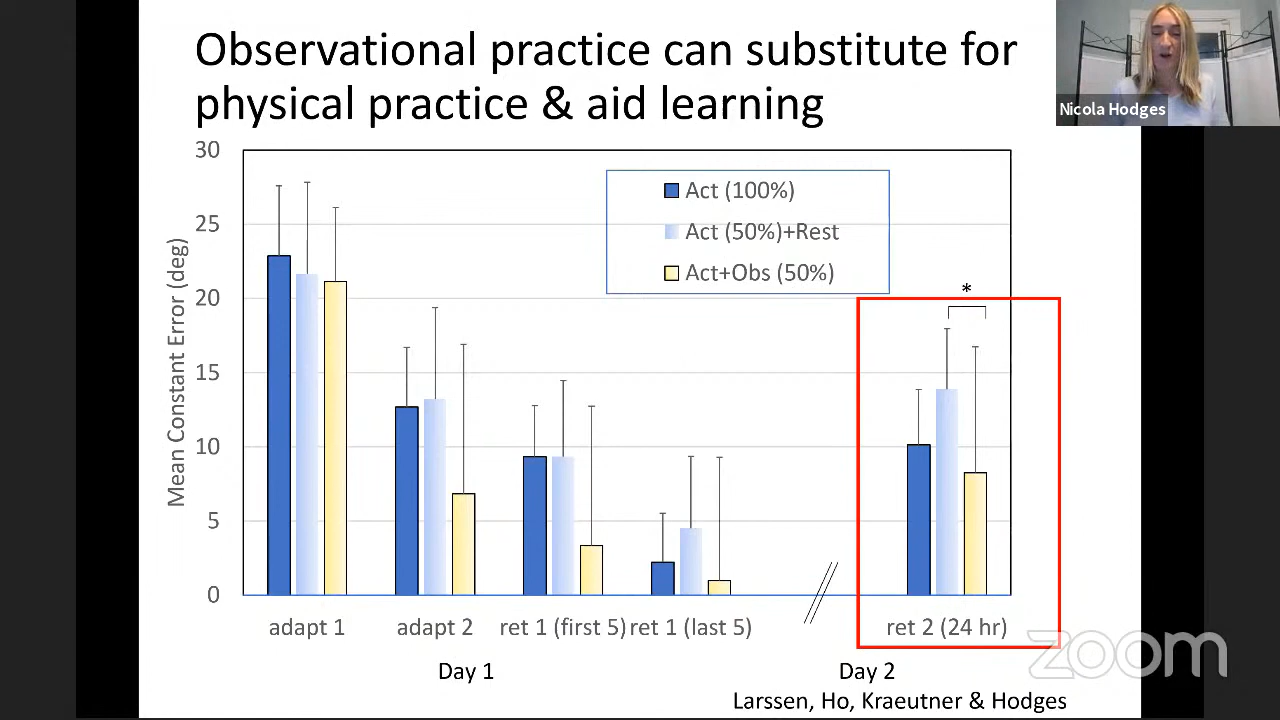 Observational practice can substitute for
physical practice & aid learning
Nicola Hodges
30
25
20
15
10
5
0
Mean Constant Error (deg)
Act (100%)
Act (50%)+Rest
Act+Obs (50%)
*
adapt 1
adapt 2
ret 1 (first 5)
ret 1 (last 5)
ret 2 (24 hr)
Day 1
Day 2
Larssen, Ho, Kraeutner & Hodges
zoom